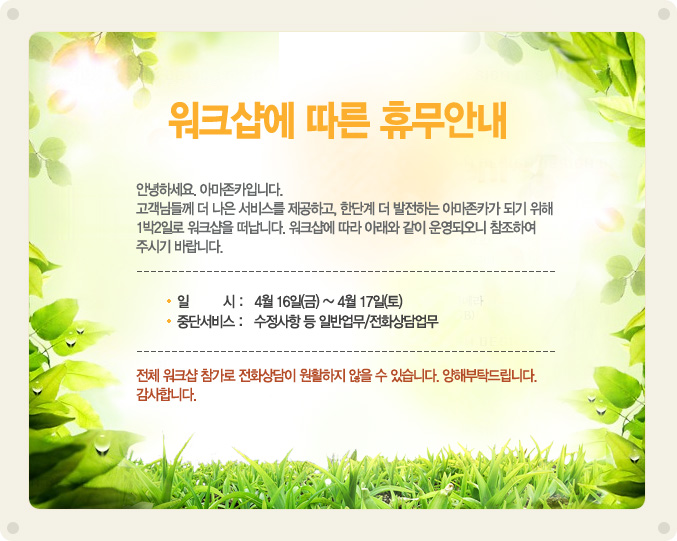 워크샵에 따른 휴무안내
안녕하세요. 아마존카입니다.
고객님들께 더 나은 서비스를 제공하고, 한단계 더 발전하는 아마존카가 되기 위해
1박2일로 워크샵을 떠납니다. 워크샵에 따라 아래와 같이 운영되오니 참조하여
주시기 바랍니다.
일 시 : 4월 16일(금) ~ 4월 17일(토)
중단서비스 : 수정사항 등 일반업무/전화상담업무
전체 워크샵 참가로 전화상담이 원활하지 않을 수 있습니다. 양해부탁드립니다.
감사합니다.